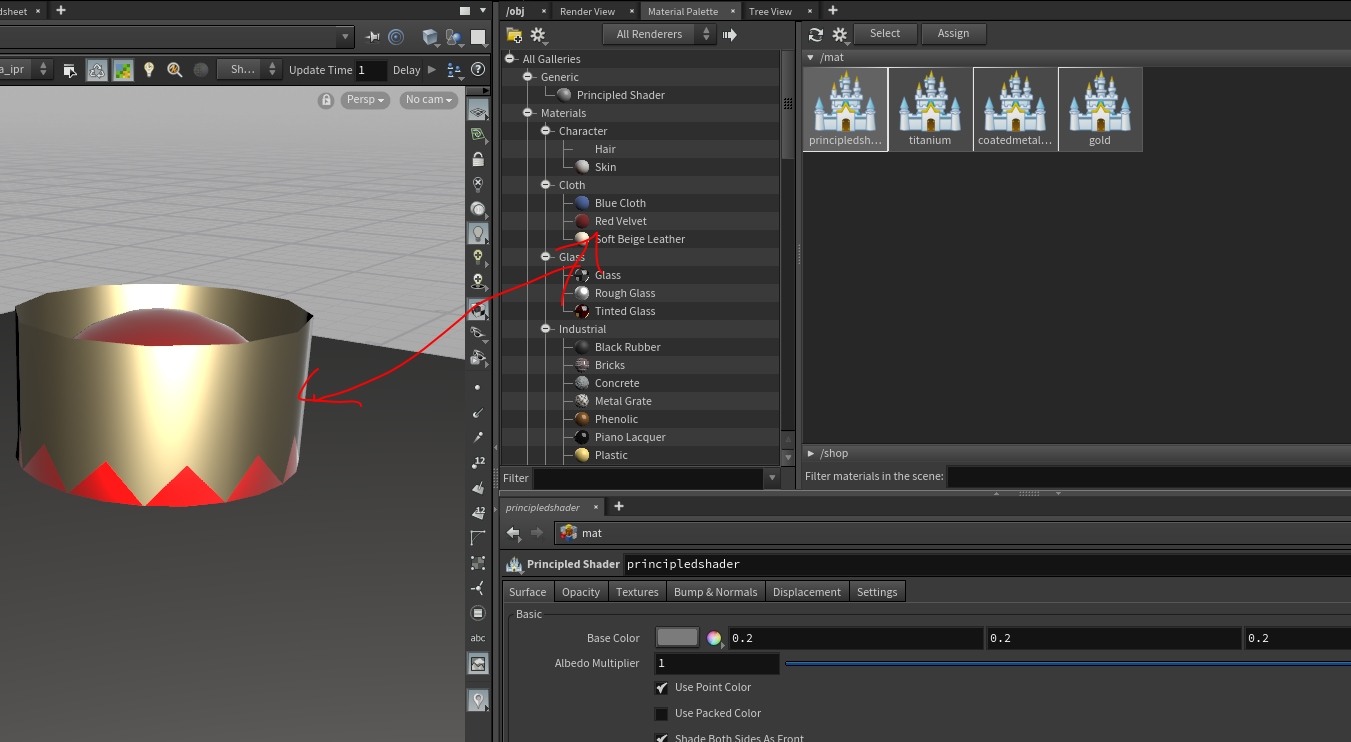 dsheet × +
▼
a_ipr Sh... Update Time 1 Delay
Persp No cam
12
12
abc
/obj × Render View × Material Palette × Tree View × +
All Renderers
All Galleries
Generic
Principled Shader
Materials
Character
Hair
Skin
Cloth
Blue Cloth
Red Velvet
Soft Beige Leather
Glass
Glass
Rough Glass
Tinted Glass
Industrial
Black Rubber
Bricks
Concrete
Metal Grate
Phenolic
Piano Lacquer
Plastic
Filter
Select Assign
/mat
principledsh... titanium coatedmetal... gold
/shop
Filter materials in the scene:
principledshader × +
mat
Principled Shader principledshader
Surface Opacity Textures Bump & Normals Displacement Settings
Basic
Base Color 0.2 0.2 0.2
Albedo Multiplier 1
Use Point Color
Use Packed Color
Shade Both Sides As Front